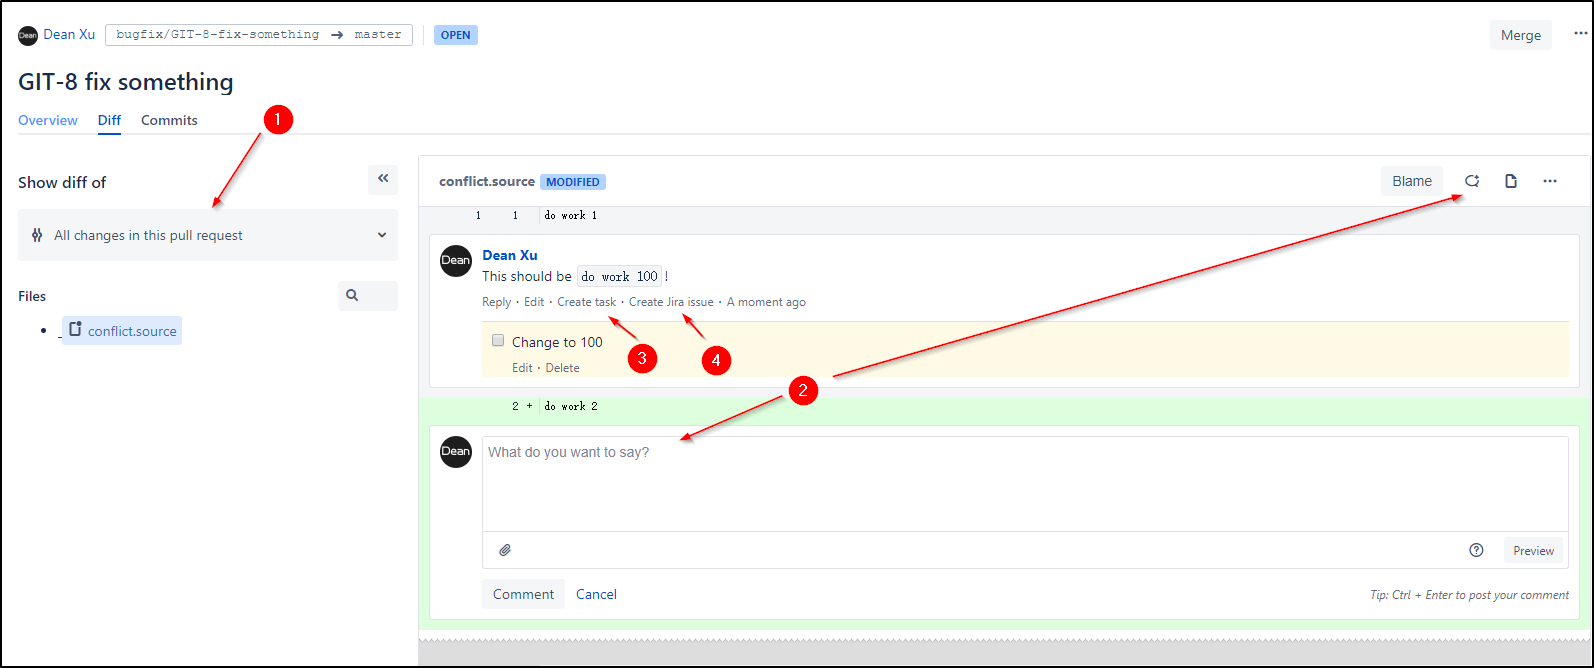 Dean Dean Xu bugfix/GIT-8-fix-something → master OPEN Merge
GIT-8 fix something
Overview Diff Commits
1
Show diff of
All changes in this pull request
Files
conflict.source
conflict.source MODIFIED Blame
1 1 do work 1
Dean Dean Xu
This should be do work 100 !
Reply · Edit · Create task · Create Jira issue · A moment ago
Change to 100
Edit · Delete
3
4
2
2 + do work 2
Dean What do you want to say?
Preview
Comment Cancel Tip: Ctrl + Enter to post your comment